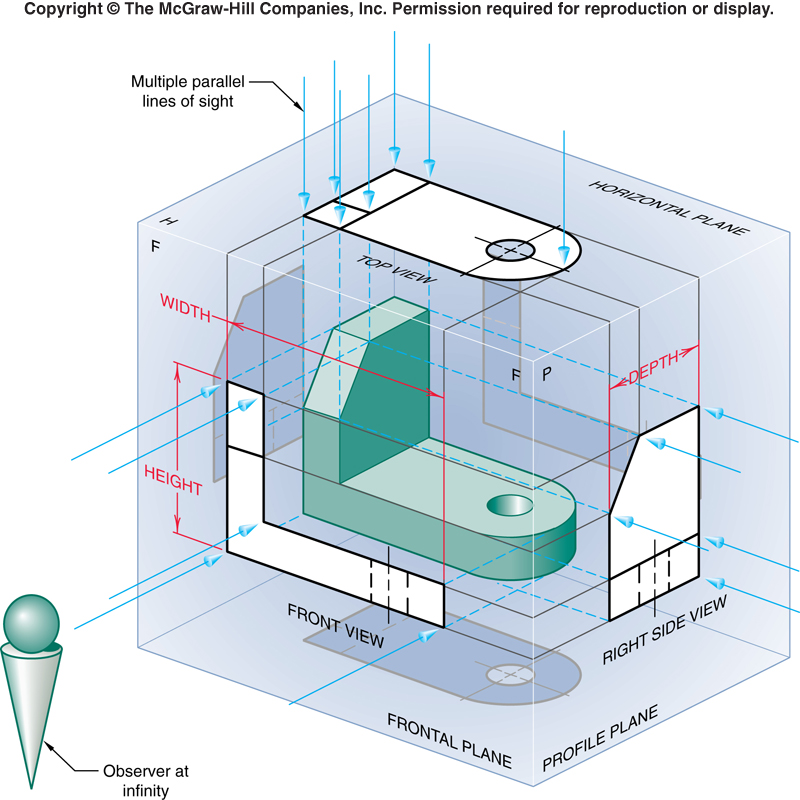 Copyright © The McGraw-Hill Companies, Inc. Permission required for reproduction or display.
Multiple parallel
lines of sight
HORIZONTAL PLANE
H
F
TOP VIEW
WIDTH
F
P
DEPTH
HEIGHT
FRONT VIEW
RIGHT SIDE VIEW
FRONTAL PLANE
PROFILE PLANE
Observer at
infinity